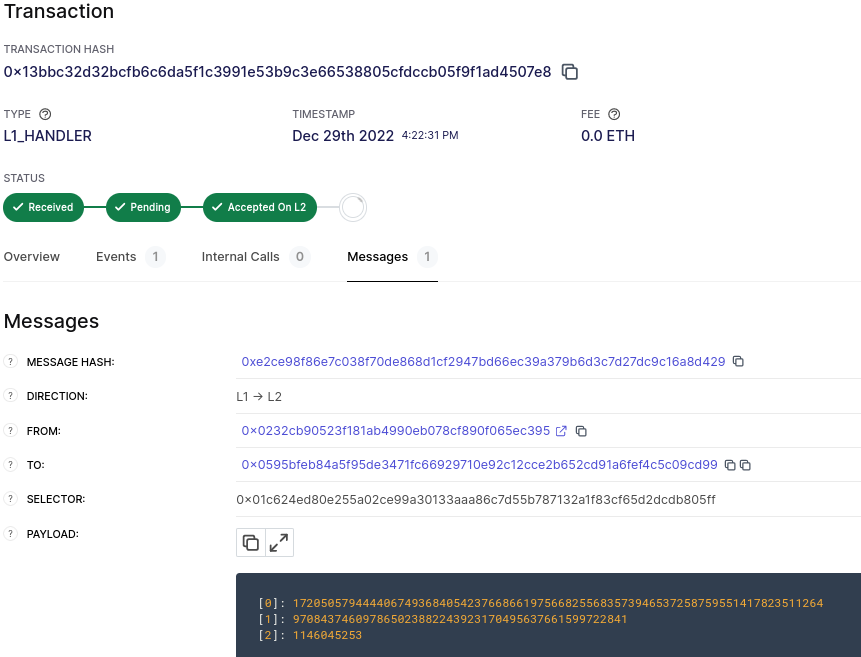 Transaction
TRANSACTION HASH
0x13bbc32d32bcfb6c6da5f1c3991e53b9c3e66538805cfdccb05f9f1ad4507e8
TYPE ? TIMESTAMP FEE ?
L1_HANDLER Dec 29th 2022 4:22:31 PM 0.0 ETH
STATUS
Received Pending Accepted On L2
Overview Events 1 Internal Calls 0 Messages 1
Messages
? MESSAGE HASH: 0xe2ce98f86e7c038f70de868d1cf2947bd66ec39a379b6d3c7d27dc9c16a8d429
? DIRECTION: L1 → L2
? FROM: 0x0232cb90523f181ab4990eb078cf890f065ec395
? TO: 0x0595bfeb84a5f95de3471fc66929710e92c12cce2b652cd91a6fef4c5c09cd99
? SELECTOR: 0x01c624ed80e255a02ce99a30133aaa86c7d55b787132a1f83cf65d2dcdb805ff
? PAYLOAD:
[0]: 1720505794444067493684054237668661975668255683573946537258759551417823511264
[1]: 970843746097865023882243923170495637661599722841
[2]: 1146045253